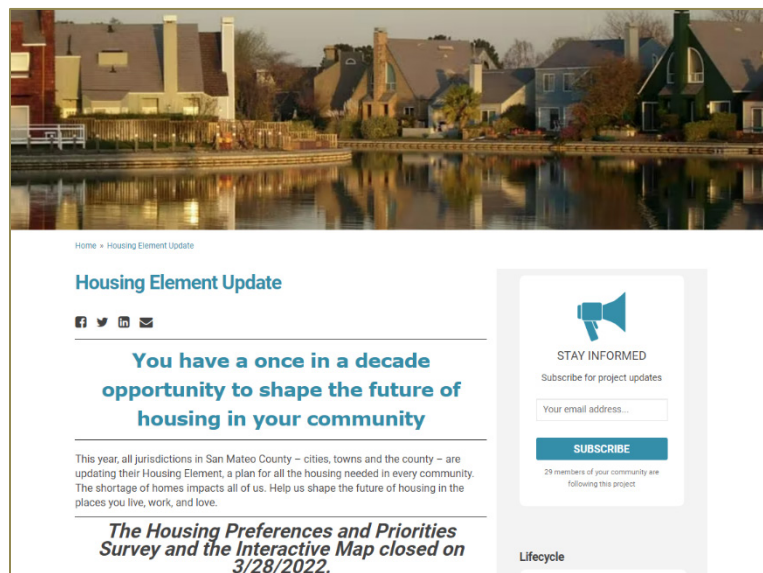 Home » Housing Element Update
Housing Element Update
You have a once in a decade
opportunity to shape the future of
housing in your community
This year, all jurisdictions in San Mateo County – cities, towns and the county – are
updating their Housing Element, a plan for all the housing needed in every community.
The shortage of homes impacts all of us. Help us shape the future of housing in the
places you live, work, and love.
The Housing Preferences and Priorities
Survey and the Interactive Map closed on
3/28/2022.
STAY INFORMED
Subscribe for project updates
Your email address...
SUBSCRIBE
29 members of your community are
following this project
Lifecycle